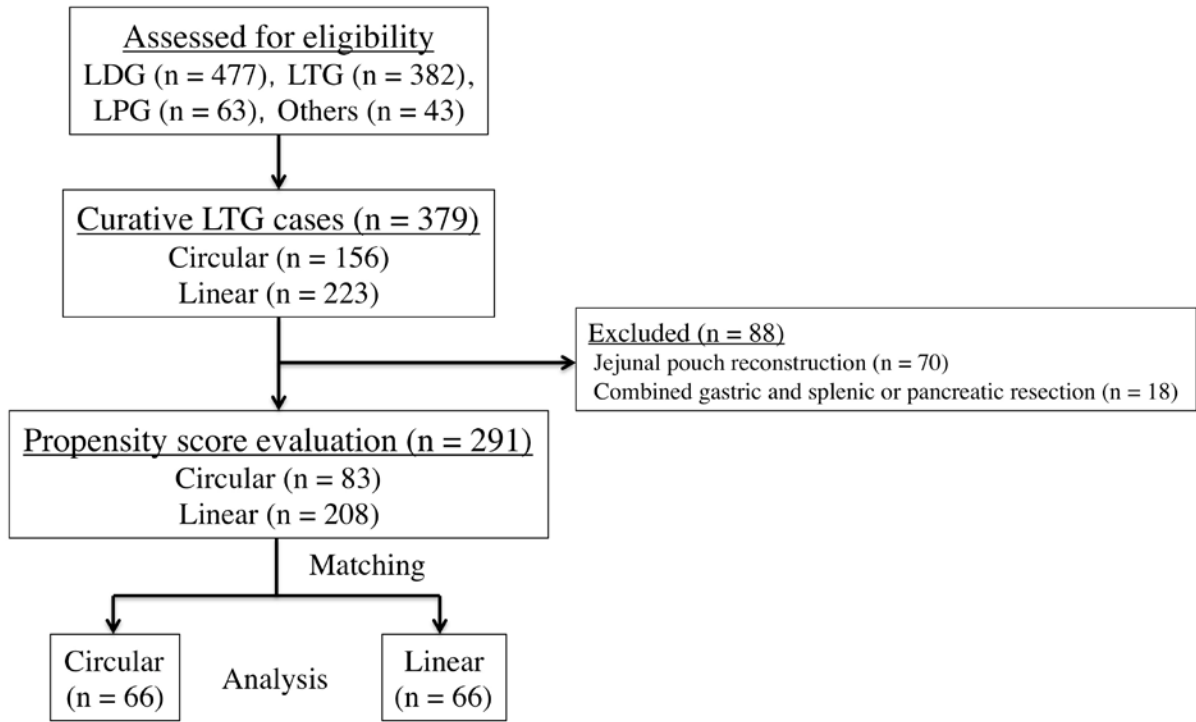 Assessed for eligibility
LDG (n = 477), LTG (n = 382),
LPG (n = 63), Others (n = 43)
Curative LTG cases (n = 379)
Circular (n = 156)
Linear (n = 223)
Excluded (n = 88)
Jejunal pouch reconstruction (n = 70)
Combined gastric and splenic or pancreatic resection (n = 18)
Propensity score evaluation (n = 291)
Circular (n = 83)
Linear (n = 208)
Matching
Circular
(n = 66)
Analysis
Linear
(n = 66)